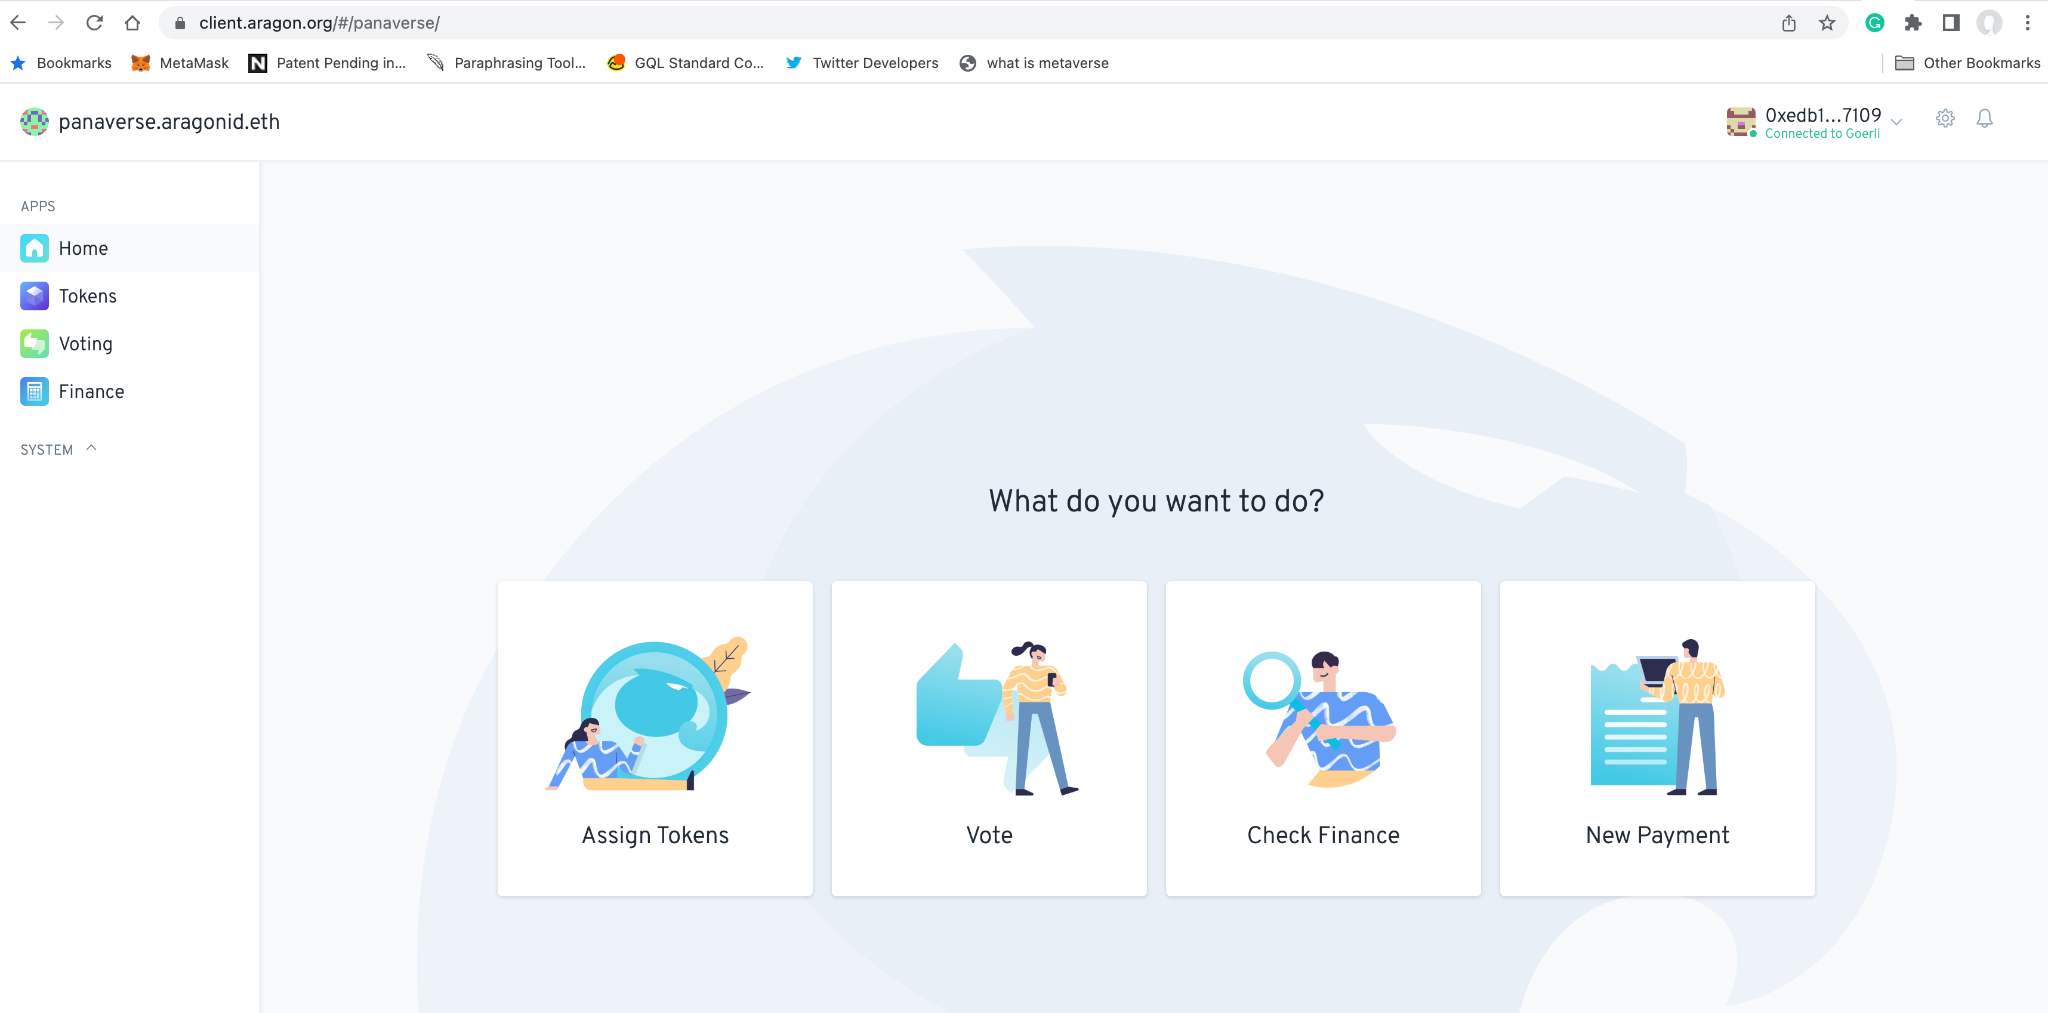 client.aragon.org/#/panaverse/
Bookmarks MetaMask Patent Pending in... Paraphrasing Tool... GQL Standard Co... Twitter Developers what is metaverse Other Bookmarks
panaverse.aragonid.eth
0xedb1...7109
Connected to Goerli
APPS
Home
Tokens
Voting
Finance
SYSTEM
What do you want to do?
Assign Tokens Vote Check Finance New Payment